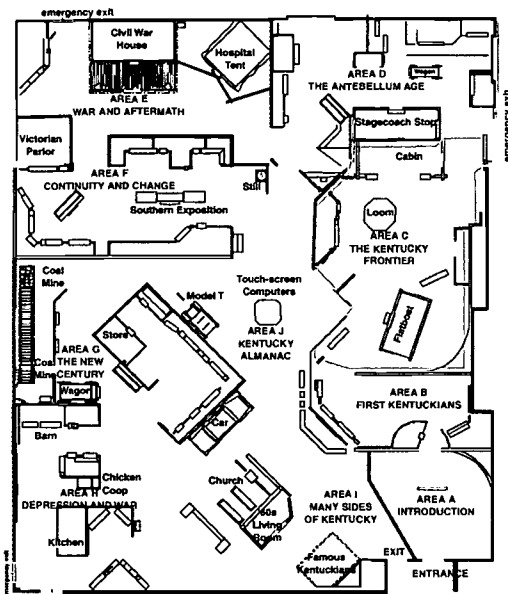 emergency exit
Civil War
House
Hospital
Tent
AREA E
WAR AND AFTERMATH
AREA D
THE ANTEBELLUM AGE
Wagon
emergency exit
Stagecoach Stop
Victorian
Parlor
Cabin
AREA F
CONTINUITY AND CHANGE
Still
Southern Exposition
Loom
AREA C
THE KENTUCKY
FRONTIER
Coal
Mine
Touch-screen
Computers
Model T
Flatboat
Store
AREA J
KENTUCKY
ALMANAC
AREA G
THE NEW
CENTURY
Coal
Mine
Wagon
AREA B
FIRST KENTUCKIANS
Car
Barn
Chicken
Coop
Church
AREA H
DEPRESSION AND WAR
60s
Living
Room
AREA I
MANY SIDES
OF KENTUCKY
AREA A
INTRODUCTION
Kitchen
Famous
Kentuckians
EXIT
ENTRANCE
emergency exit